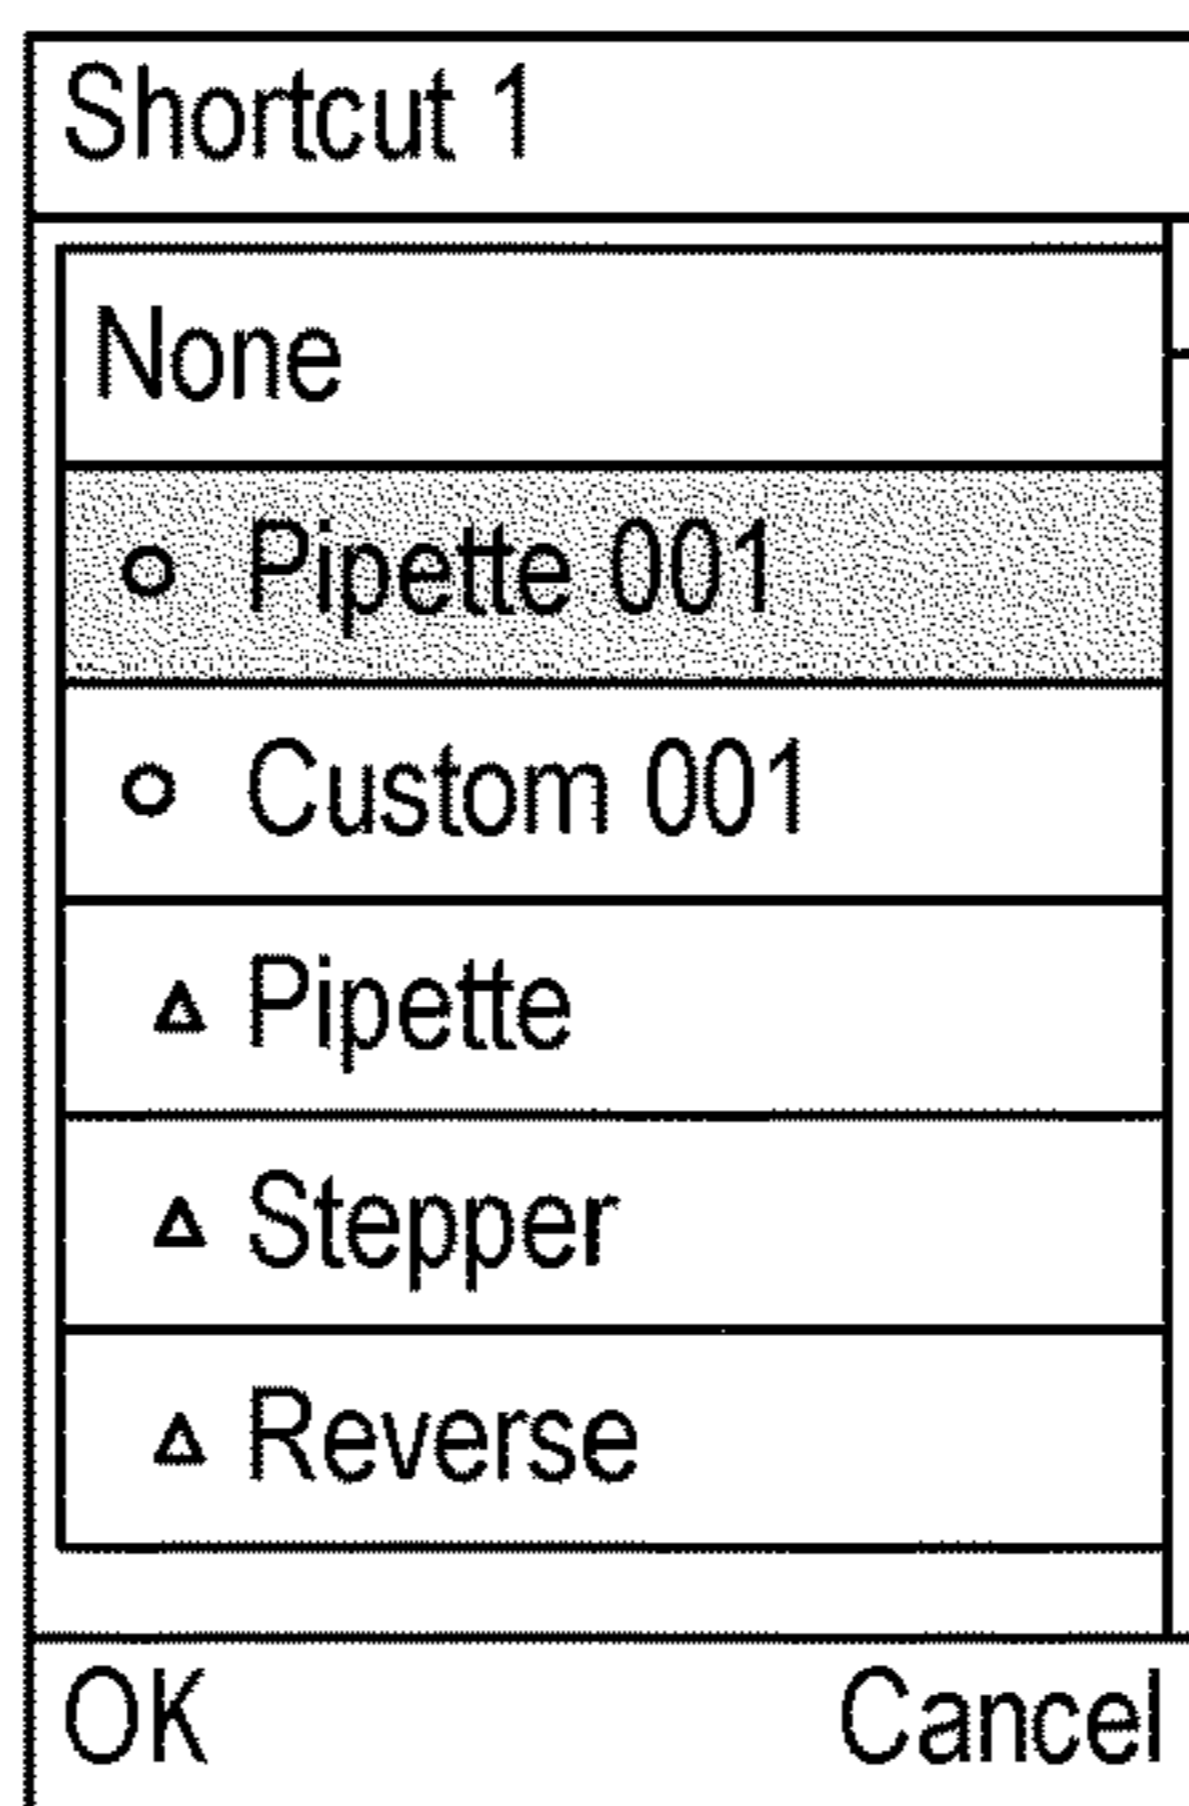 Shortcut 1
None
Pipette 001
Custom 001
Pipette
Stepper
Reverse
OK Cancel